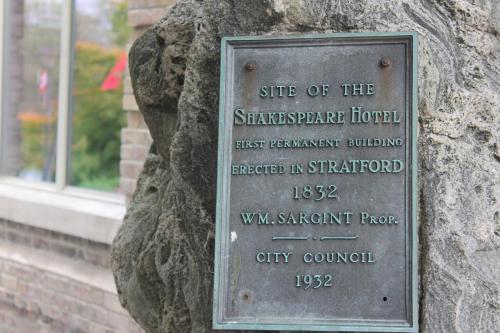 SITE OF THE
SHAKESPEARE HOTEL
FIRST PERMANENT BUILDING
ERECTED IN STRATFORD
1832
WM. SARGINT PROP.
CITY COUNCIL
1932